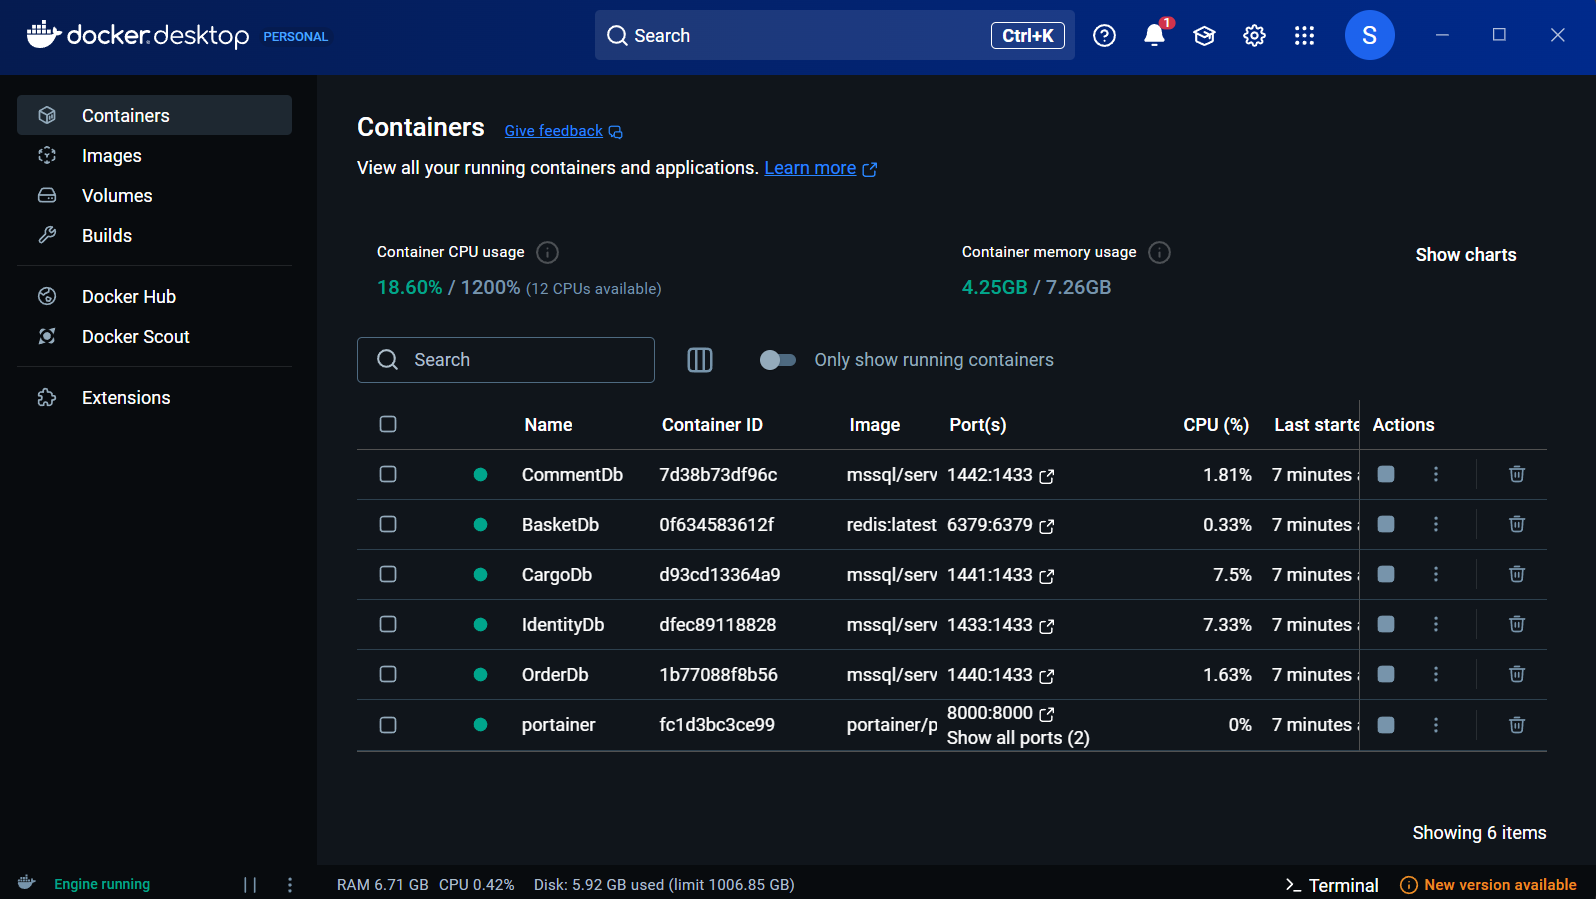 docker.desktop PERSONAL
Search Ctrl+K
1
S
Containers
Images
Volumes
Builds
Docker Hub
Docker Scout
Extensions
Containers Give feedback
View all your running containers and applications. Learn more
Container CPU usage
18.60% / 1200% (12 CPUs available)
Container memory usage
4.25GB / 7.26GB
Show charts
Search
Only show running containers
Name Container ID Image Port(s) CPU (%) Last starte Actions
CommentDb 7d38b73df96c mssql/serv 1442:1433 1.81% 7 minutes a
BasketDb 0f634583612f redis:latest 6379:6379 0.33% 7 minutes a
CargoDb d93cd13364a9 mssql/serv 1441:1433 7.5% 7 minutes a
IdentityDb dfec89118828 mssql/serv 1433:1433 7.33% 7 minutes a
OrderDb 1b77088f8b56 mssql/serv 1440:1433 1.63% 7 minutes a
portainer fc1d3bc3ce99 portainer/p 8000:8000 0% 7 minutes a
Show all ports (2)
Showing 6 items
Engine running
RAM 6.71 GB CPU 0.42% Disk: 5.92 GB used (limit 1006.85 GB)
Terminal
New version available